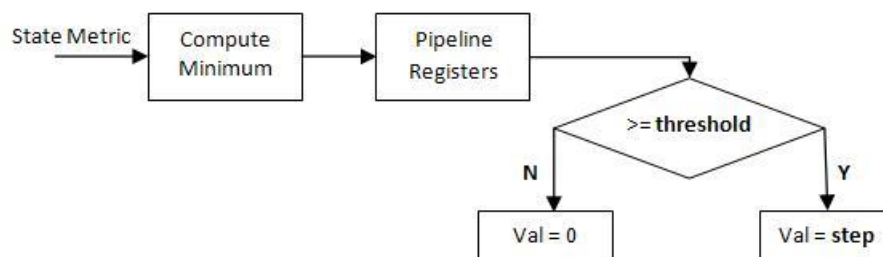 State Metric
Compute
Minimum
Pipeline
Registers
>= threshold
N
Y
Val = 0
Val = step